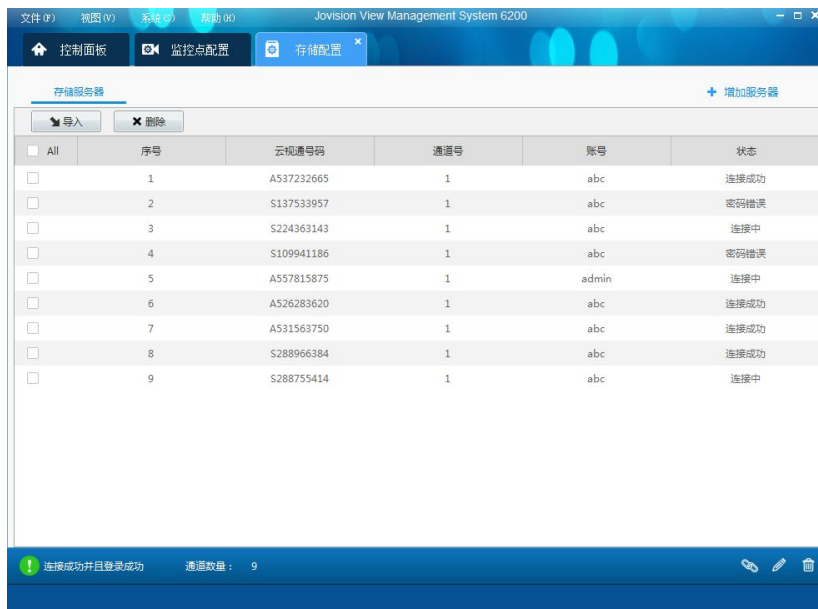 文件(F) 视图(V) 系统(S) 帮助(H) Jovision View Management System 6200
控制面板 监控点配置 存储配置
存储服务器 增加服务器
导入 删除
All 序号 云视通号码 通道号 账号 状态
1 A537232665 1 abc 连接成功
2 S137533957 1 abc 密码错误
3 S224363143 1 abc 连接中
4 S109941186 1 abc 密码错误
5 A557815875 1 admin 连接中
6 A526283620 1 abc 连接成功
7 A531563750 1 abc 连接成功
8 S288966384 1 abc 连接成功
9 S288755414 1 abc 连接中
连接成功并且登录成功 通道数量： 9